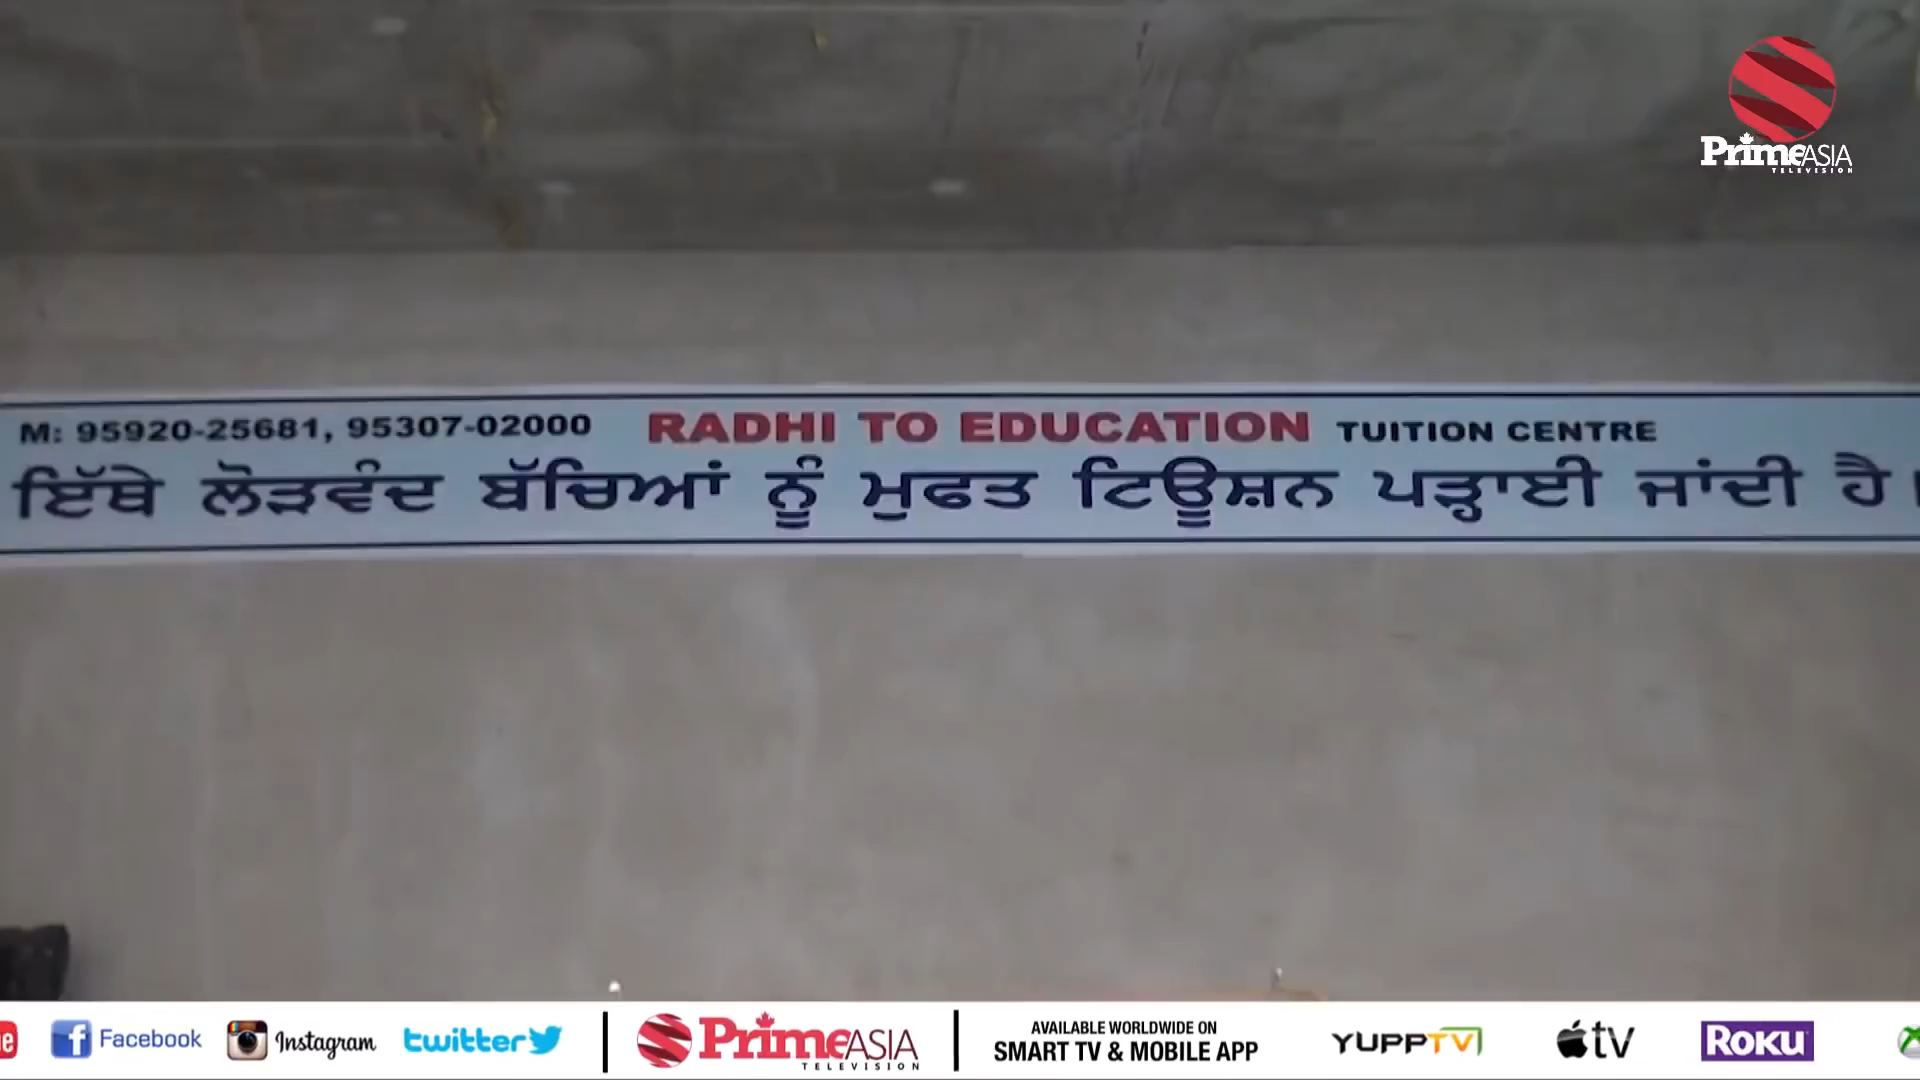 PrimeASIA
TELEVISION
M: 95920-25681, 95307-02000 RADHI TO EDUCATION TUITION CENTRE
ਇੱਥੇ ਲੋੜਵੰਦ ਬੱਚਿਆਂ ਨੂੰ ਮੁਫਤ ਟਿਊਸ਼ਨ ਪੜ੍ਹਾਈ ਜਾਂਦੀ ਹੈ।
Facebook Instagram twitter PrimeASIA TELEVISION AVAILABLE WORLDWIDE ON YUPPTV tv ROKU
SMART TV & MOBILE APP